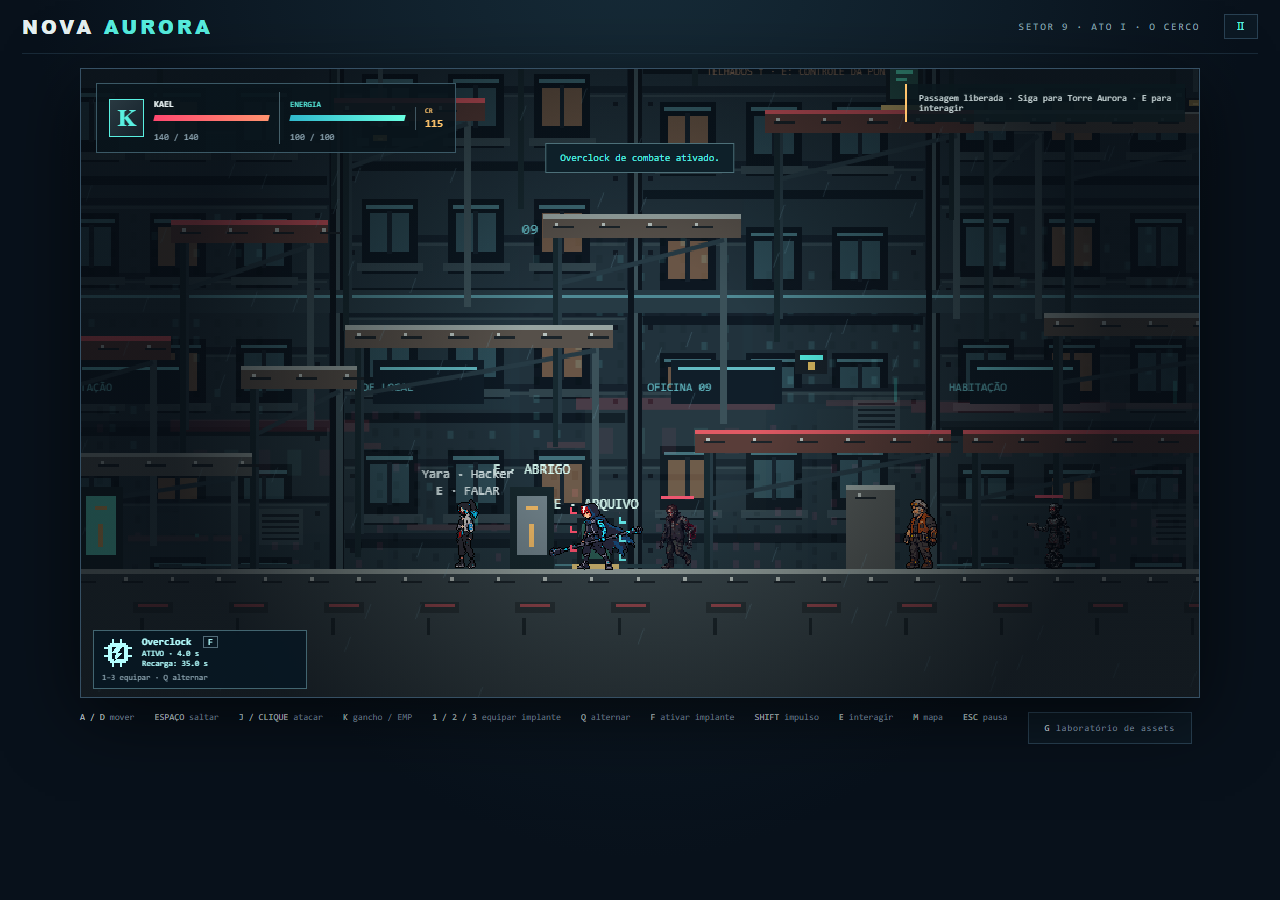 NOVA AURORA
SETOR 9 · ATO I · O CERCO
II
K
KAEL
140 / 140
ENERGIA
100 / 100
CR
115
Passagem liberada · Siga para Torre Aurora · E para
interagir
Overclock de combate ativado.
09
OFICINA 09
HABITAÇÃO
Yara - Hacker
E · FALAR
E · ABRIGO
E · ARQUIVO
Overclock F
ATIVO · 4.0 s
Recarga: 35.0 s
1-3 equipar · Q alternar
A / D mover
ESPAÇO saltar
J / CLIQUE atacar
K gancho / EMP
1 / 2 / 3 equipar implante
Q alternar
F ativar implante
SHIFT impulso
E interagir
M mapa
ESC pausa
G laboratório de assets